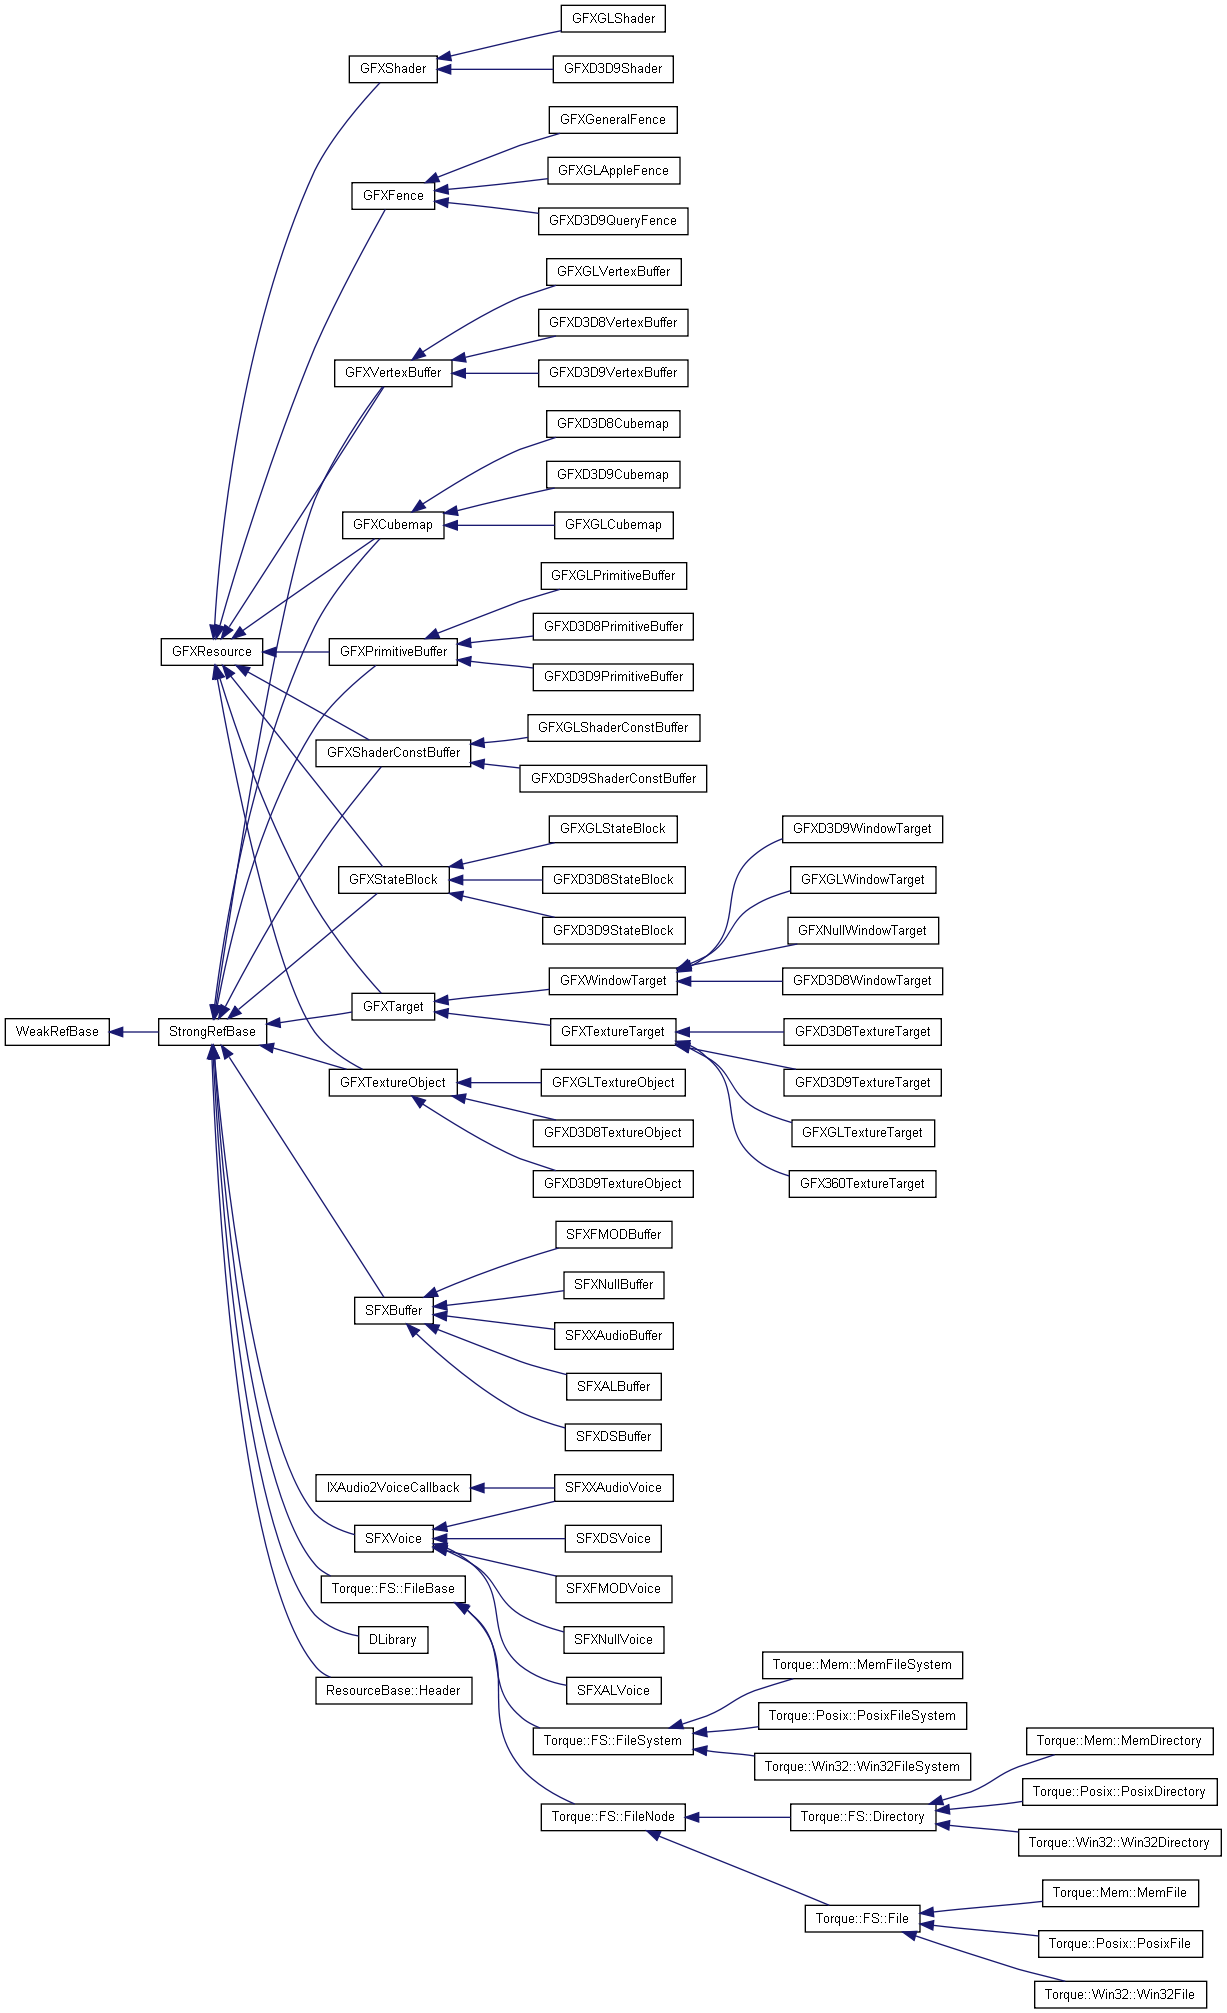 GFXGLShader
GFXShader
GFXD3D9Shader
GFXGeneralFence
GFXGLAppleFence
GFXFence
GFXD3D9QueryFence
GFXGLVertexBuffer
GFXD3D8VertexBuffer
GFXVertexBuffer
GFXD3D9VertexBuffer
GFXD3D8Cubemap
GFXD3D9Cubemap
GFXCubemap
GFXGLCubemap
GFXGLPrimitiveBuffer
GFXD3D8PrimitiveBuffer
GFXResource
GFXPrimitiveBuffer
GFXD3D9PrimitiveBuffer
GFXGLShaderConstBuffer
GFXShaderConstBuffer
GFXD3D9ShaderConstBuffer
GFXGLStateBlock
GFXD3D9WindowTarget
GFXStateBlock
GFXD3D8StateBlock
GFXGLWindowTarget
GFXD3D9StateBlock
GFXNullWindowTarget
GFXWindowTarget
GFXD3D8WindowTarget
GFXTarget
WeakRefBase
StrongRefBase
GFXTextureTarget
GFXD3D8TextureTarget
GFXTextureObject
GFXGLTextureObject
GFXD3D9TextureTarget
GFXD3D8TextureObject
GFXGLTextureTarget
GFXD3D9TextureObject
GFX360TextureTarget
SFXFMODBuffer
SFXNullBuffer
SFXBuffer
SFXXAudioBuffer
SFXALBuffer
SFXDSBuffer
IXAudio2VoiceCallback
SFXXAudioVoice
SFXVoice
SFXDSVoice
Torque::FS::FileBase
SFXFMODVoice
DLibrary
SFXNullVoice
ResourceBase::Header
SFXALVoice
Torque::Mem::MemFileSystem
Torque::Posix::PosixFileSystem
Torque::FS::FileSystem
Torque::Mem::MemDirectory
Torque::Win32::Win32FileSystem
Torque::Posix::PosixDirectory
Torque::FS::FileNode
Torque::FS::Directory
Torque::Win32::Win32Directory
Torque::Mem::MemFile
Torque::FS::File
Torque::Posix::PosixFile
Torque::Win32::Win32File